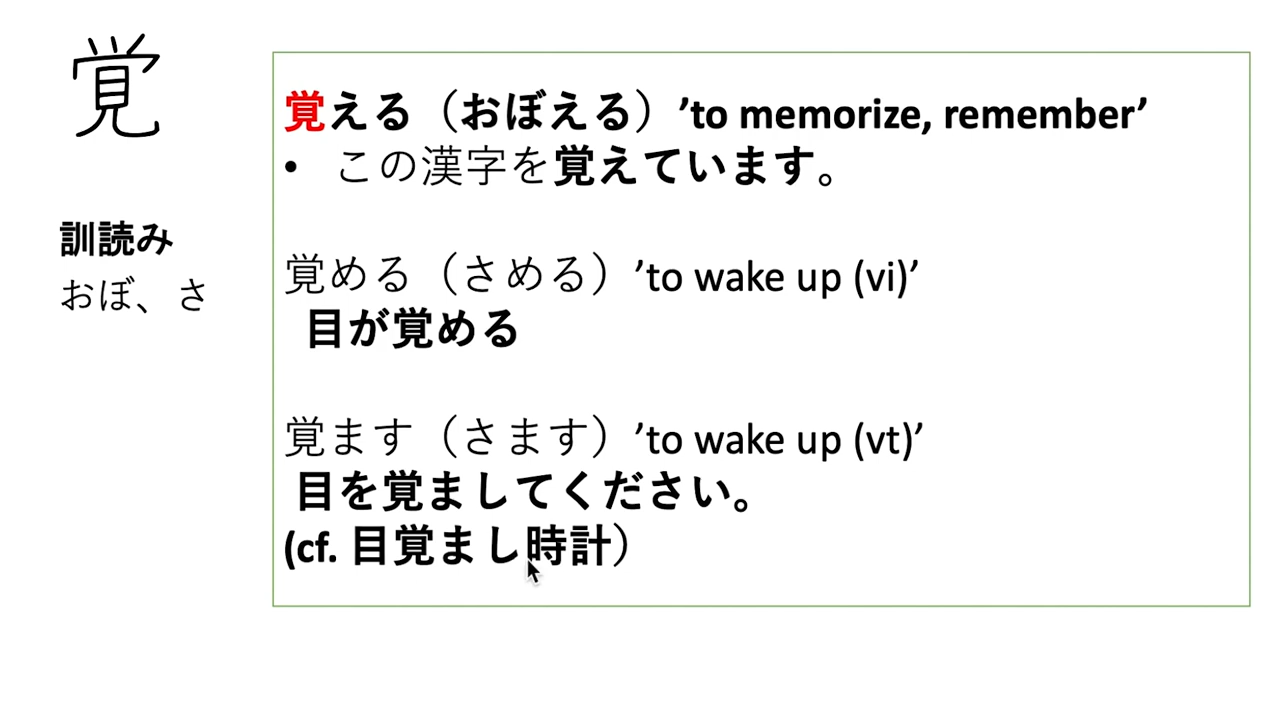 覚
訓読み
おぼ、さ
覚える（おぼえる）’to memorize, remember’
• この漢字を覚えています。
覚める（さめる）’to wake up (vi)’
目が覚める
覚ます（さます）’to wake up (vt)’
目を覚ましてください。
(cf. 目覚まし時計）